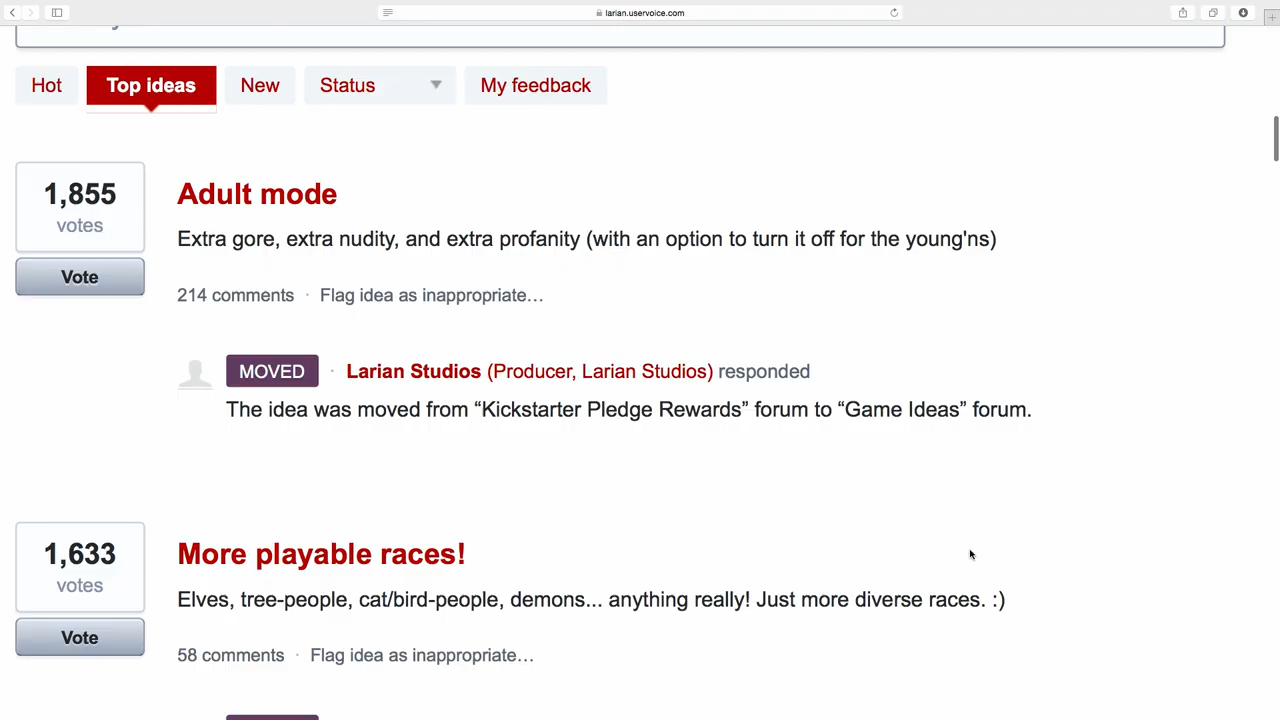 larian.uservoice.com
Hot Top ideas New Status My feedback
1,855
votes
Vote
Adult mode
Extra gore, extra nudity, and extra profanity (with an option to turn it off for the young'ns)
214 comments · Flag idea as inappropriate…
MOVED · Larian Studios (Producer, Larian Studios) responded
The idea was moved from “Kickstarter Pledge Rewards” forum to “Game Ideas” forum.
1,633
votes
Vote
More playable races!
Elves, tree-people, cat/bird-people, demons... anything really! Just more diverse races. :)
58 comments · Flag idea as inappropriate…